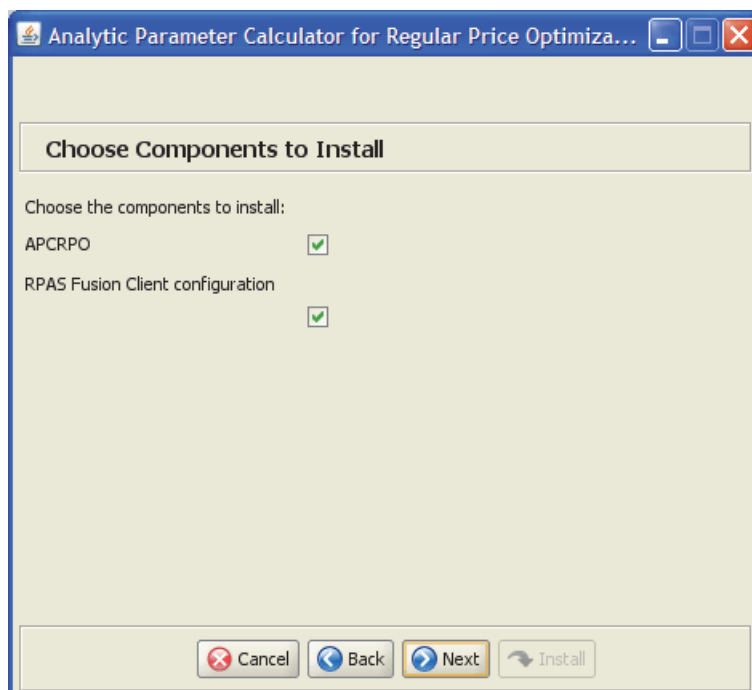 Analytic Parameter Calculator for Regular Price Optimiza...
Choose Components to Install
Choose the components to install:
APCRPO
RPAS Fusion Client configuration
Cancel
Back
Next
Install